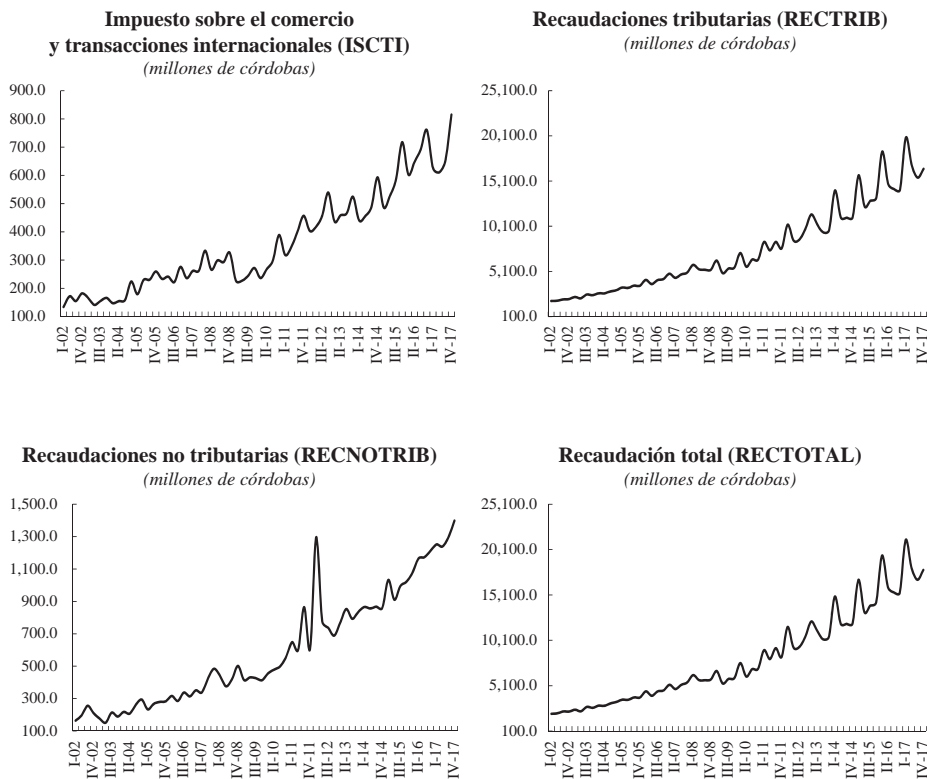 Impuesto sobre el comercio
y transacciones internacionales (ISCTI)
(millones de córdobas)
900.0
800.0
700.0
600.0
500.0
400.0
300.0
200.0
100.0
I-02
IV-02
III-03
II-04
I-05
IV-05
III-06
II-07
I-08
IV-08
III-09
II-10
I-11
IV-11
III-12
II-13
I-14
IV-14
III-15
II-16
I-17
IV-17
Recaudaciones tributarias (RECTRIB)
(millones de córdobas)
25,100.0
20,100.0
15,100.0
10,100.0
5,100.0
100.0
I-02
IV-02
III-03
II-04
I-05
IV-05
III-06
II-07
I-08
IV-08
III-09
II-10
I-11
IV-11
III-12
II-13
I-14
IV-14
III-15
II-16
I-17
IV-17
Recaudaciones no tributarias (RECNOTRIB)
(millones de córdobas)
1,500.0
1,300.0
1,100.0
900.0
700.0
500.0
300.0
100.0
I-02
IV-02
III-03
II-04
I-05
IV-05
III-06
II-07
I-08
IV-08
III-09
II-10
I-11
IV-11
III-12
II-13
I-14
IV-14
III-15
II-16
I-17
IV-17
Recaudación total (RECTOTAL)
(millones de córdobas)
25,100.0
20,100.0
15,100.0
10,100.0
5,100.0
100.0
I-02
IV-02
III-03
II-04
I-05
IV-05
III-06
II-07
I-08
IV-08
III-09
II-10
I-11
IV-11
III-12
II-13
I-14
IV-14
III-15
II-16
I-17
IV-17